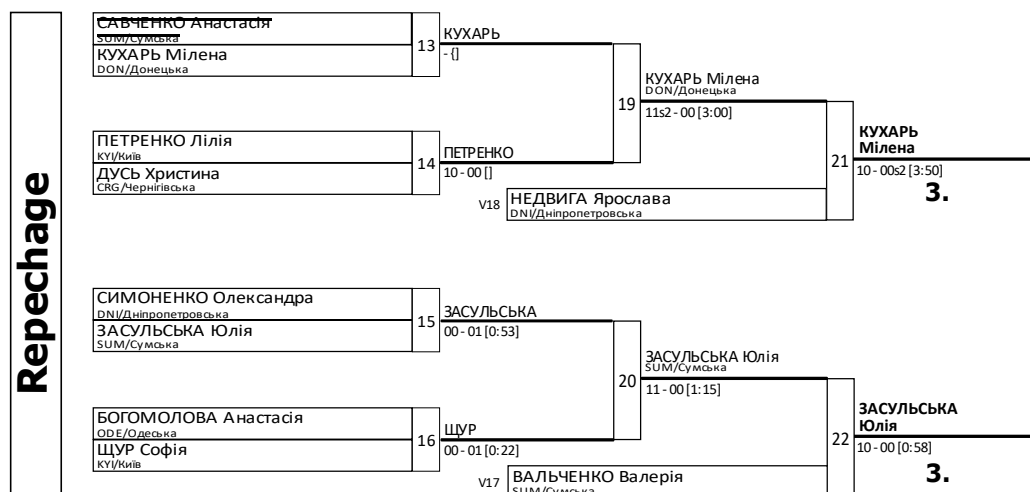 Repechage
САВЧЕНКО Анастасія
SUM/Сумська
13
КУХАРЬ
КУХАРЬ Мілена
- {]
DON/Донецька
19
КУХАРЬ Мілена
DON/Донецька
11s2 - 00 [3:00]
ПЕТРЕНКО Лілія
KYI/Київ
14
ПЕТРЕНКО
ДУСЬ Христина
10 - 00 []
CRG/Чернігівська
21
КУХАРЬ
Мілена
10 - 00s2 [3:50]
3.
V18
НЕДВИГА Ярослава
DNI/Дніпропетровська
СИМОНЕНКО Олександра
DNI/Дніпропетровська
15
ЗАСУЛЬСЬКА
ЗАСУЛЬСЬКА Юлія
00 - 01 [0:53]
SUM/Сумська
20
ЗАСУЛЬСЬКА Юлія
SUM/Сумська
11 - 00 [1:15]
БОГОМОЛОВА Анастасія
ODE/Одеська
16
ЩУР
ЩУР Софія
00 - 01 [0:22]
KYI/Київ
22
ЗАСУЛЬСЬКА
Юлія
10 - 00 [0:58]
3.
V17
ВАЛЬЧЕНКО Валерія
SUM/Сумська